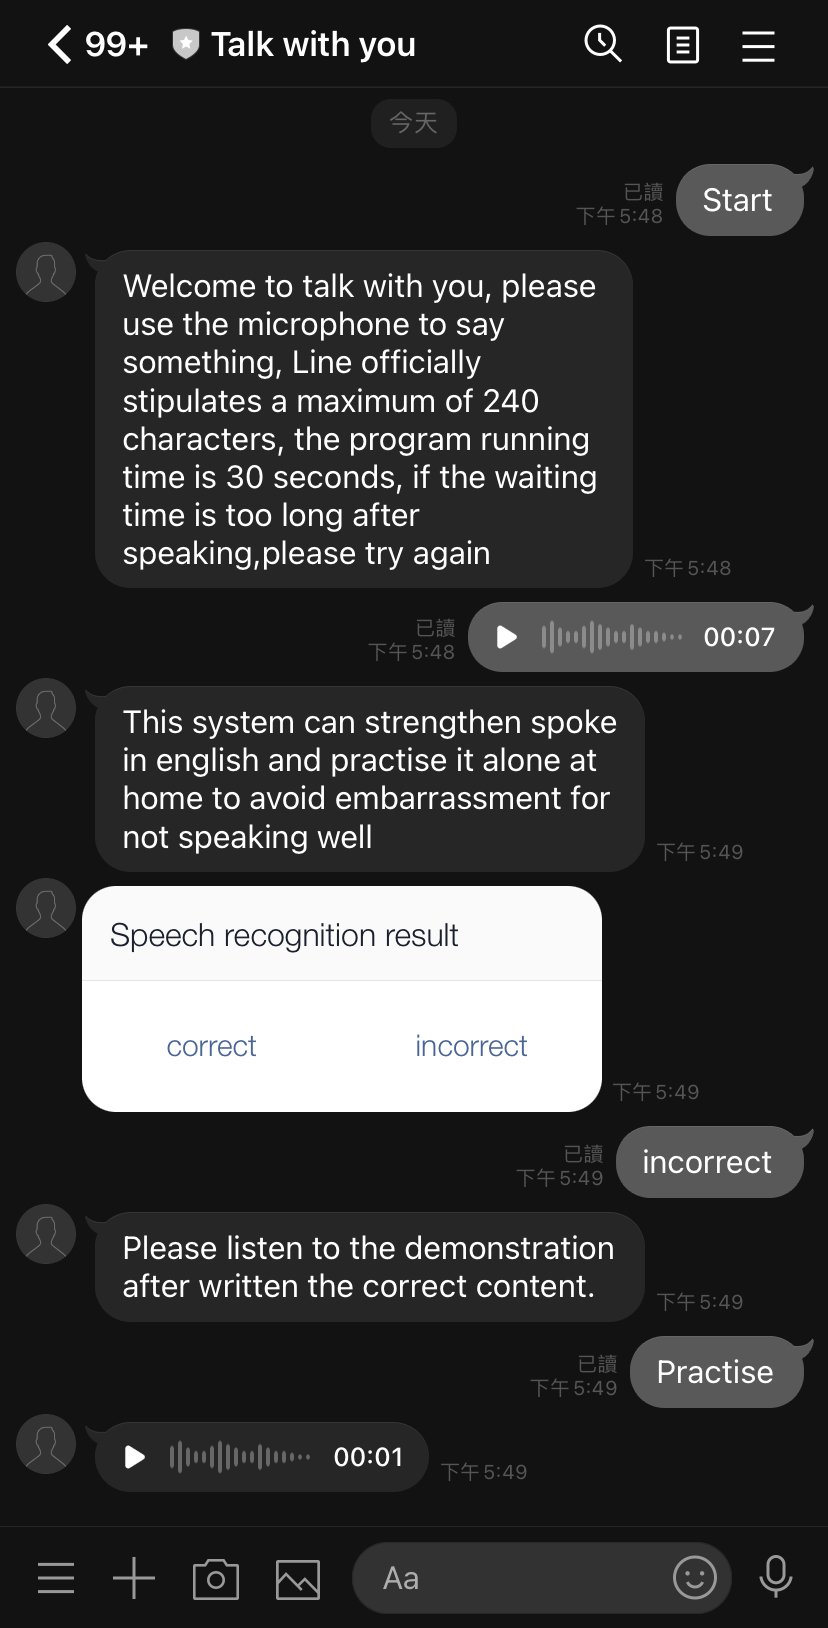 99+ Talk with you
今天
已讀
下午 5:48
Start
Welcome to talk with you, please
use the microphone to say
something, Line officially
stipulates a maximum of 240
characters, the program running
time is 30 seconds, if the waiting
time is too long after
speaking,please try again
下午 5:48
已讀
下午 5:48
00:07
This system can strengthen spoke
in english and practise it alone at
home to avoid embarrassment for
not speaking well
下午 5:49
Speech recognition result
correct incorrect
下午 5:49
已讀
下午 5:49
incorrect
Please listen to the demonstration
after written the correct content.
下午 5:49
已讀
下午 5:49
Practise
00:01
下午 5:49
Aa